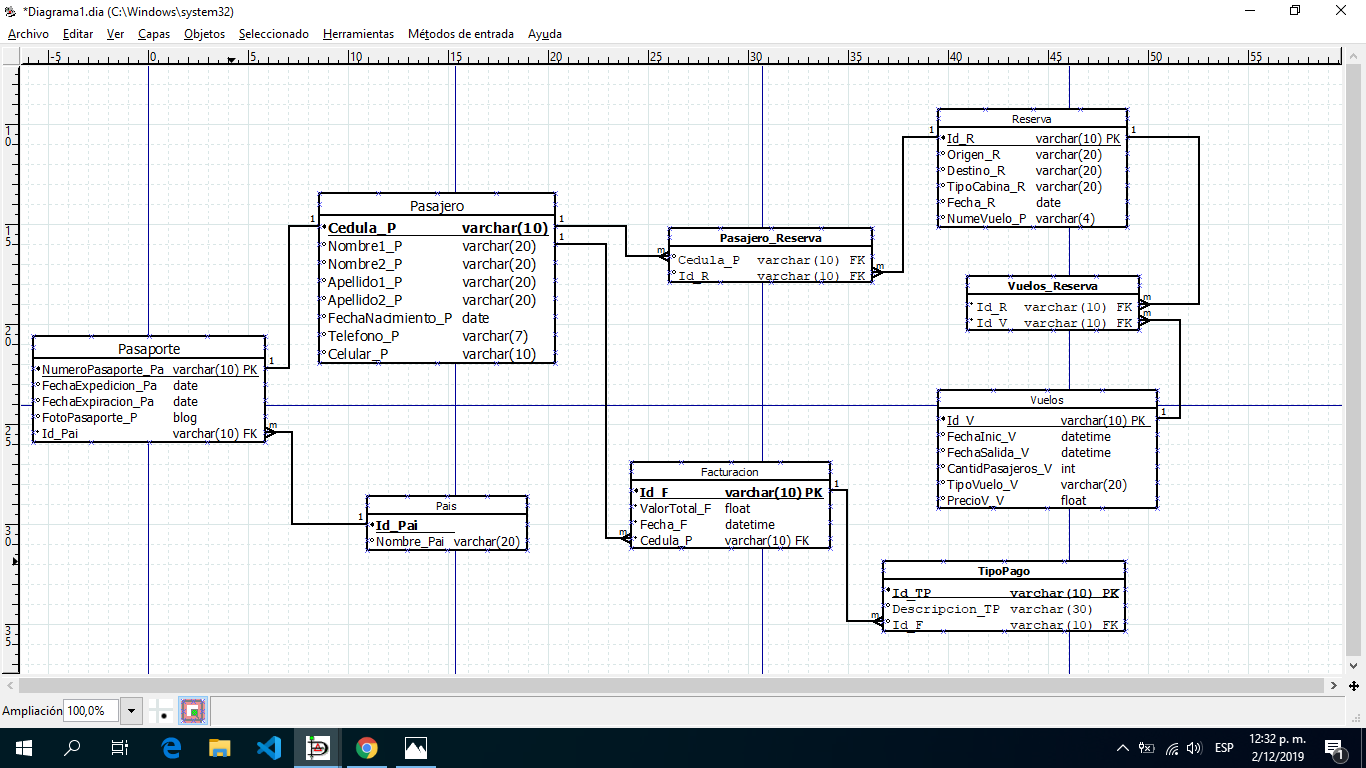 *Diagrama1.dia (C:\Windows\system32)
Archivo Editar Ver Capas Objetos Seleccionado Herramientas Métodos de entrada Ayuda
-5 0 5 10 15 20 25 30 35 40 45 50 55
10
15
20
25
30
35
Reserva
1 Id_R varchar(10) PK 1
Origen_R varchar(20)
Destino_R varchar(20)
TipoCabina_R varchar(20)
Fecha_R date
NumeVuelo_P varchar(4)
Pasajero
1 Cedula_P varchar(10) 1
Nombre1_P varchar(20) 1
Nombre2_P varchar(20)
Apellido1_P varchar(20)
Apellido2_P varchar(20)
FechaNacimiento_P date
Telefono_P varchar(7)
Celular_P varchar(10)
Pasajero_Reserva
m Cedula_P varchar(10) FK
Id_R varchar(10) FK m
Vuelos_Reserva
Id_R varchar(10) FK m
Id_V varchar(10) FK m
Pasaporte
NumeroPasaporte_Pa varchar(10) PK 1
FechaExpedicion_Pa date
FechaExpiracion_Pa date
FotoPasaporte_P blog
Id_Pai varchar(10) FK m
Vuelos
Id_V varchar(10) PK 1
FechaInic_V datetime
FechaSalida_V datetime
CantidPasajeros_V int
TipoVuelo_V varchar(20)
PrecioV_V float
Facturacion
Id_F varchar(10) PK 1
ValorTotal_F float
Fecha_F datetime
m Cedula_P varchar(10) FK
Pais
1 Id_Pai
Nombre_Pai varchar(20)
TipoPago
Id_TP varchar(10) PK
Descripcion_TP varchar(30)
m Id_F varchar(10) FK
Ampliación 100,0%
ESP
12:32 p. m.
2/12/2019
1